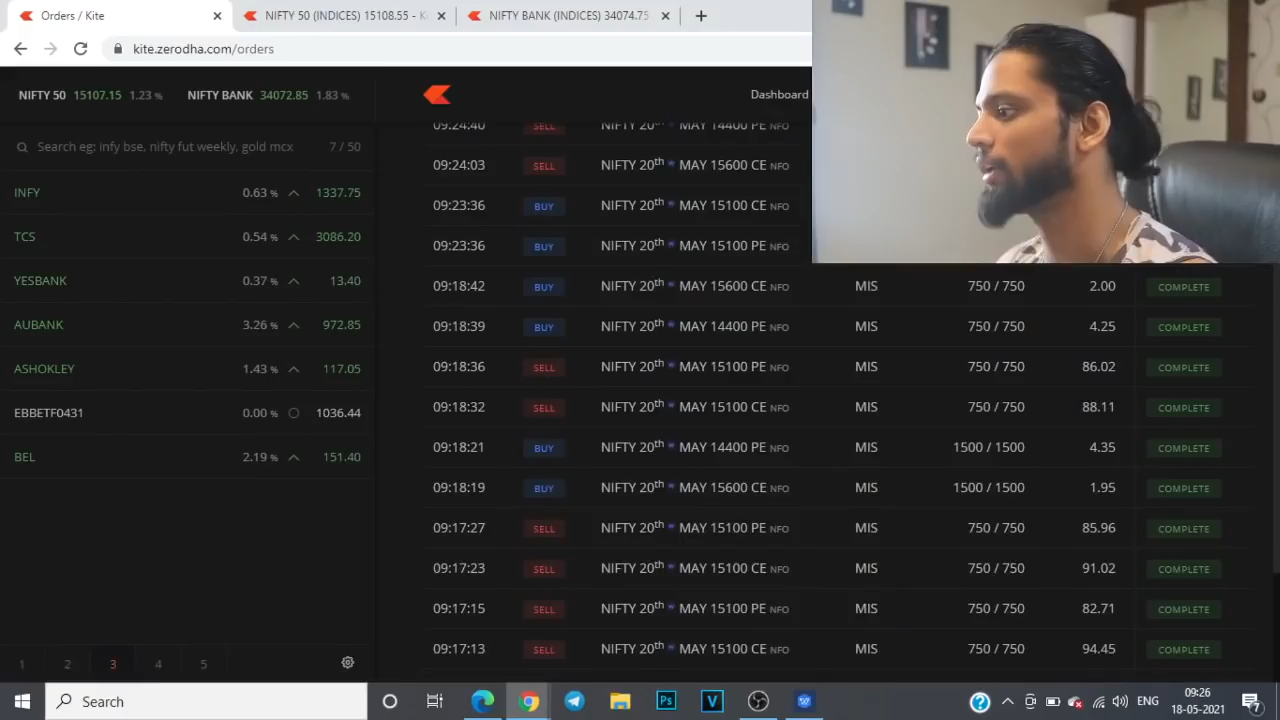 Orders / Kite
NIFTY 50 (INDICES) 15108.55 - K
NIFTY BANK (INDICES) 34074.75
kite.zerodha.com/orders
NIFTY 50 15107.15 1.23 %
NIFTY BANK 34072.85 1.83 %
Dashboard
Search eg: infy bse, nifty fut weekly, gold mcx 7 / 50
INFY 0.63 % 1337.75
TCS 0.54 % 3086.20
YESBANK 0.37 % 13.40
AUBANK 3.26 % 972.85
ASHOKLEY 1.43 % 117.05
EBBETF0431 0.00 % 1036.44
BEL 2.19 % 151.40
1 2 3 4 5
09:24:40 SELL NIFTY 20th MAY 14400 PE NFO
09:24:03 SELL NIFTY 20th MAY 15600 CE NFO
09:23:36 BUY NIFTY 20th MAY 15100 CE NFO
09:23:36 BUY NIFTY 20th MAY 15100 PE NFO
09:18:42 BUY NIFTY 20th MAY 15600 CE NFO MIS 750 / 750 2.00 COMPLETE
09:18:39 BUY NIFTY 20th MAY 14400 PE NFO MIS 750 / 750 4.25 COMPLETE
09:18:36 SELL NIFTY 20th MAY 15100 PE NFO MIS 750 / 750 86.02 COMPLETE
09:18:32 SELL NIFTY 20th MAY 15100 CE NFO MIS 750 / 750 88.11 COMPLETE
09:18:21 BUY NIFTY 20th MAY 14400 PE NFO MIS 1500 / 1500 4.35 COMPLETE
09:18:19 BUY NIFTY 20th MAY 15600 CE NFO MIS 1500 / 1500 1.95 COMPLETE
09:17:27 SELL NIFTY 20th MAY 15100 PE NFO MIS 750 / 750 85.96 COMPLETE
09:17:23 SELL NIFTY 20th MAY 15100 CE NFO MIS 750 / 750 91.02 COMPLETE
09:17:15 SELL NIFTY 20th MAY 15100 PE NFO MIS 750 / 750 82.71 COMPLETE
09:17:13 SELL NIFTY 20th MAY 15100 CE NFO MIS 750 / 750 94.45 COMPLETE
Search
Ps
V
ENG
09:26
18-05-2021
7